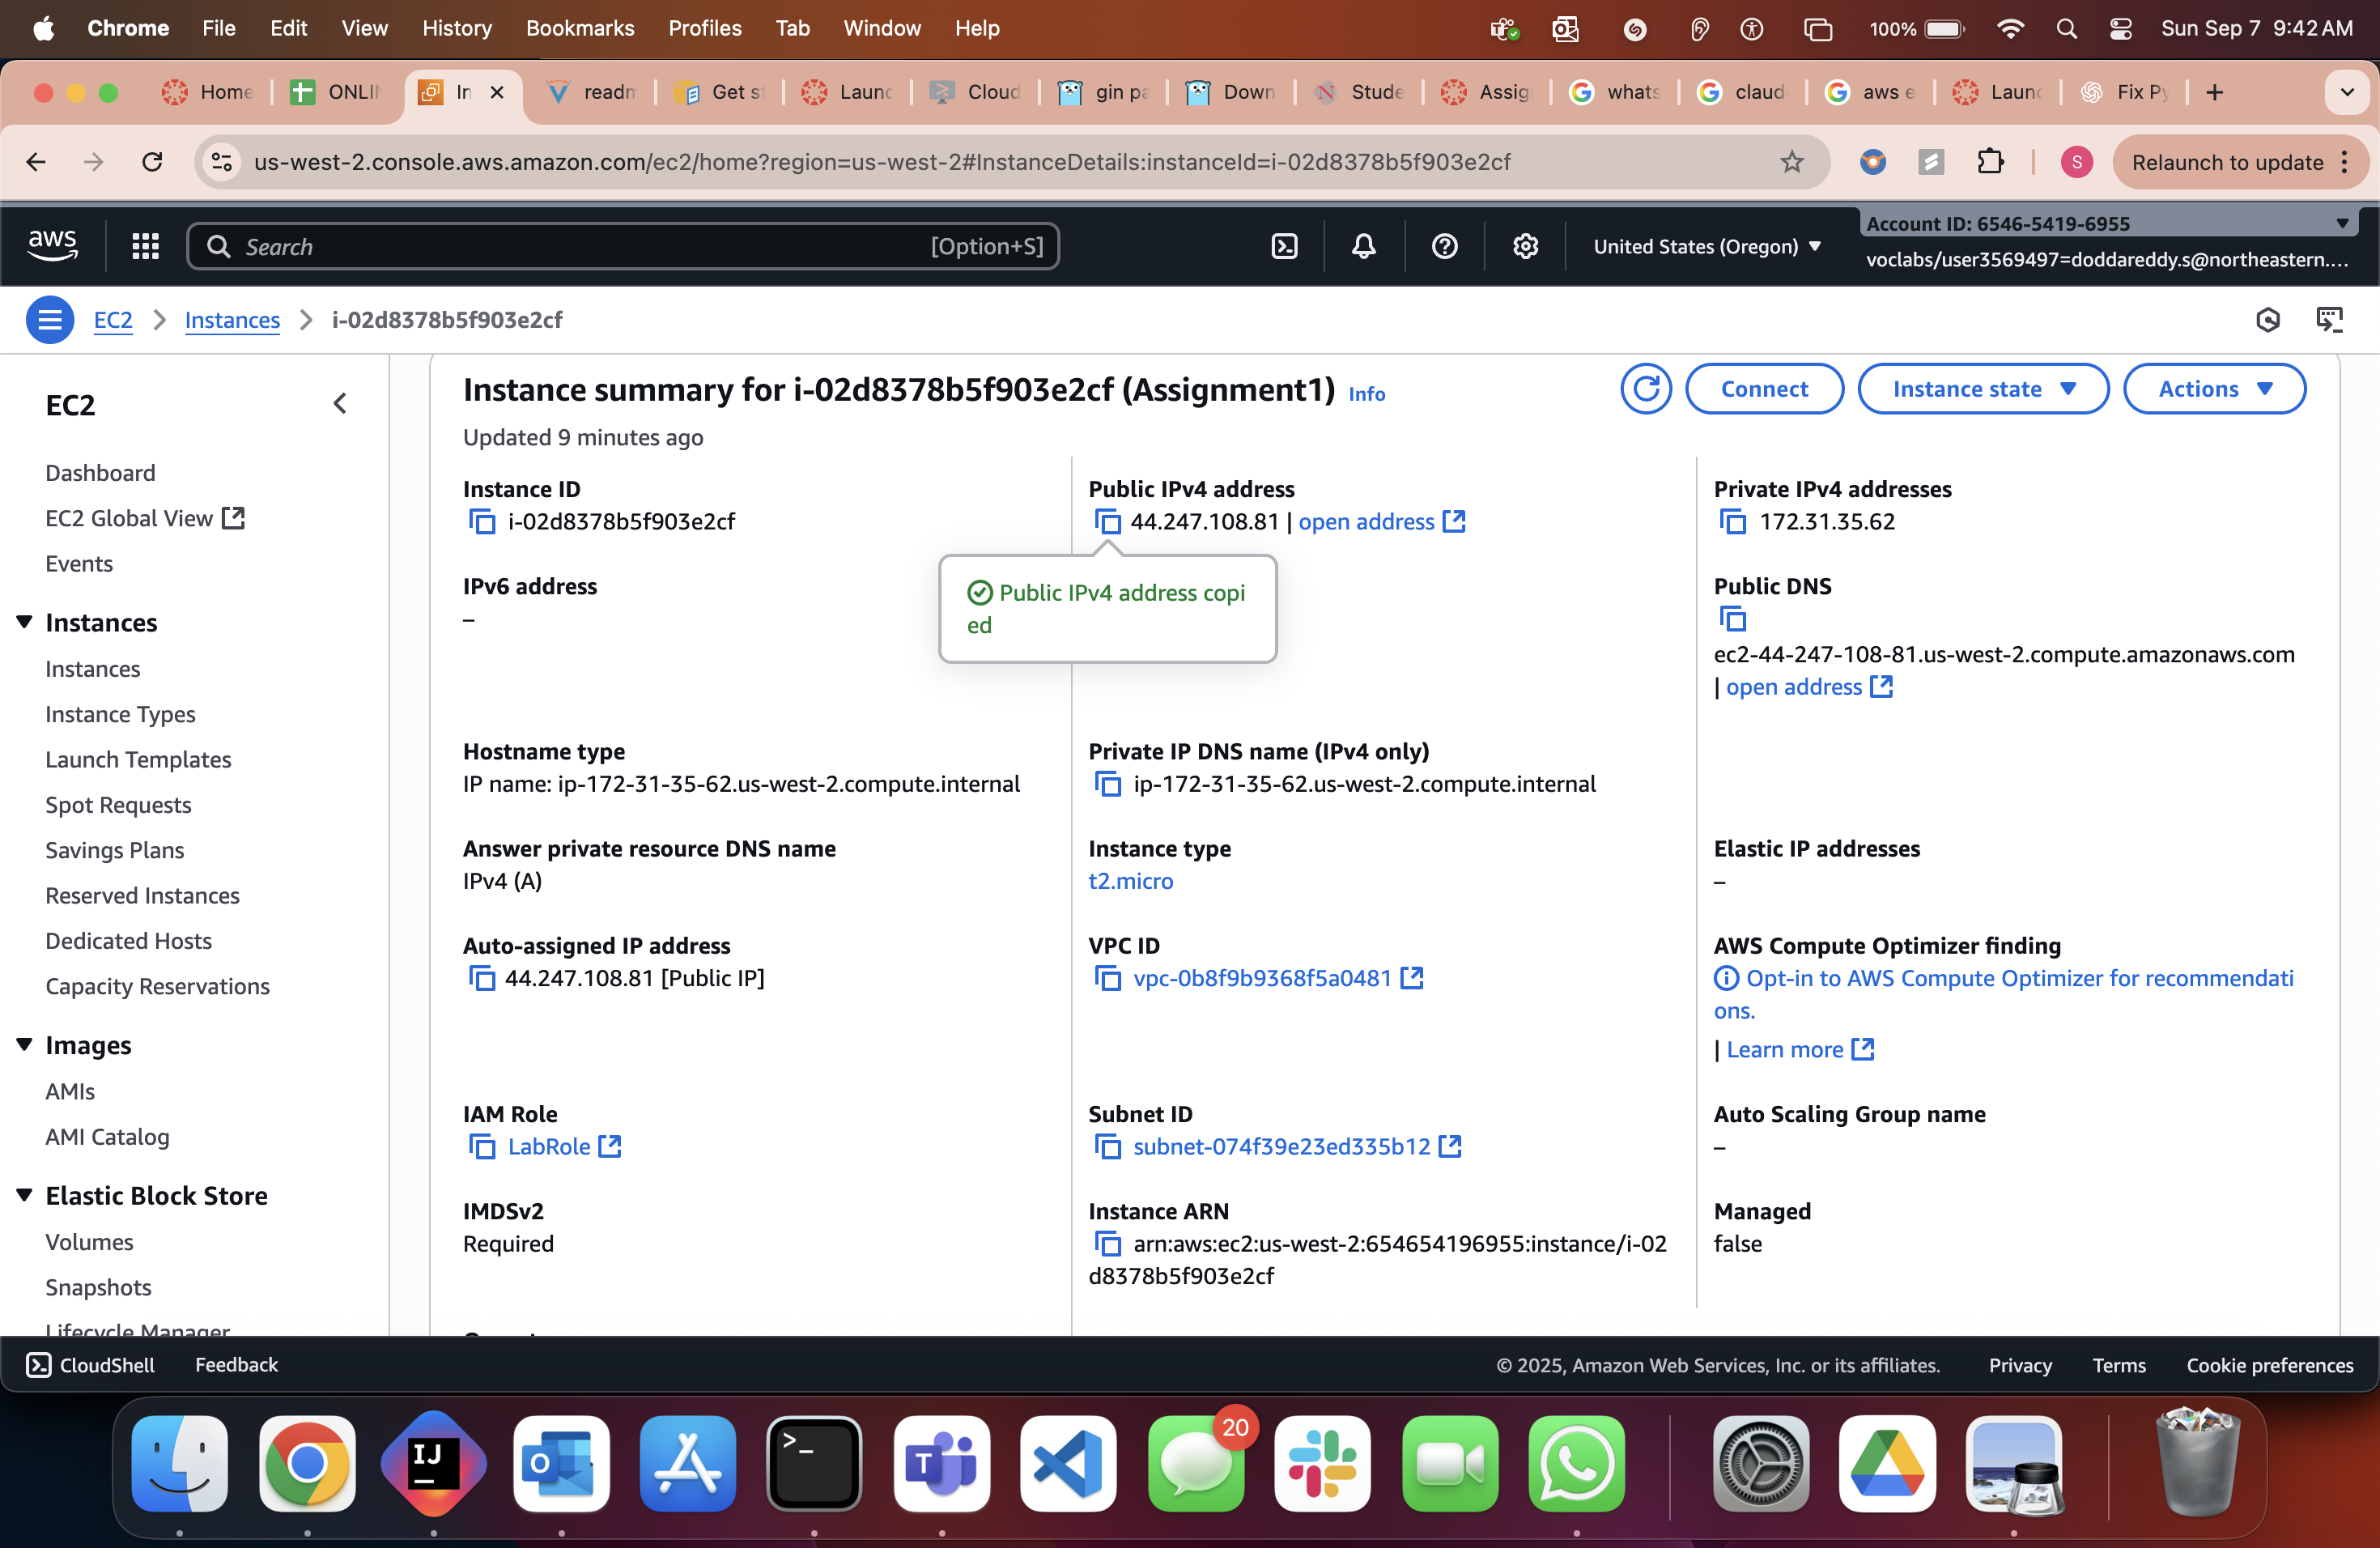 Chrome File Edit View History Bookmarks Profiles Tab Window Help 100% Sun Sep 7 9:42 AM
Home ONLIN In readm Get st Launc Cloud gin pa Down Stude Assig whats claud aws e Launc Fix Py
us-west-2.console.aws.amazon.com/ec2/home?region=us-west-2#InstanceDetails:instanceId=i-02d8378b5f903e2cf S Relaunch to update
aws Search [Option+S] United States (Oregon) Account ID: 6546-5419-6955
voclabs/user3569497=doddareddy.s@northeastern....
EC2 Instances i-02d8378b5f903e2cf
EC2
Dashboard
EC2 Global View
Events
Instances
Instances
Instance Types
Launch Templates
Spot Requests
Savings Plans
Reserved Instances
Dedicated Hosts
Capacity Reservations
Images
AMIs
AMI Catalog
Elastic Block Store
Volumes
Snapshots
Lifecycle Manager
Instance summary for i-02d8378b5f903e2cf (Assignment1) Info Connect Instance state Actions
Updated 9 minutes ago
Instance ID
i-02d8378b5f903e2cf
Public IPv4 address
44.247.108.81 | open address
Public IPv4 address copi
ed
Private IPv4 addresses
172.31.35.62
IPv6 address
–
Public DNS
ec2-44-247-108-81.us-west-2.compute.amazonaws.com
| open address
Hostname type
IP name: ip-172-31-35-62.us-west-2.compute.internal
Private IP DNS name (IPv4 only)
ip-172-31-35-62.us-west-2.compute.internal
Answer private resource DNS name
IPv4 (A)
Instance type
t2.micro
Elastic IP addresses
–
Auto-assigned IP address
44.247.108.81 [Public IP]
VPC ID
vpc-0b8f9b9368f5a0481
AWS Compute Optimizer finding
Opt-in to AWS Compute Optimizer for recommendati
ons.
| Learn more
IAM Role
LabRole
Subnet ID
subnet-074f39e23ed335b12
Auto Scaling Group name
–
IMDSv2
Required
Instance ARN
arn:aws:ec2:us-west-2:654654196955:instance/i-02
d8378b5f903e2cf
Managed
false
CloudShell Feedback © 2025, Amazon Web Services, Inc. or its affiliates. Privacy Terms Cookie preferences
20